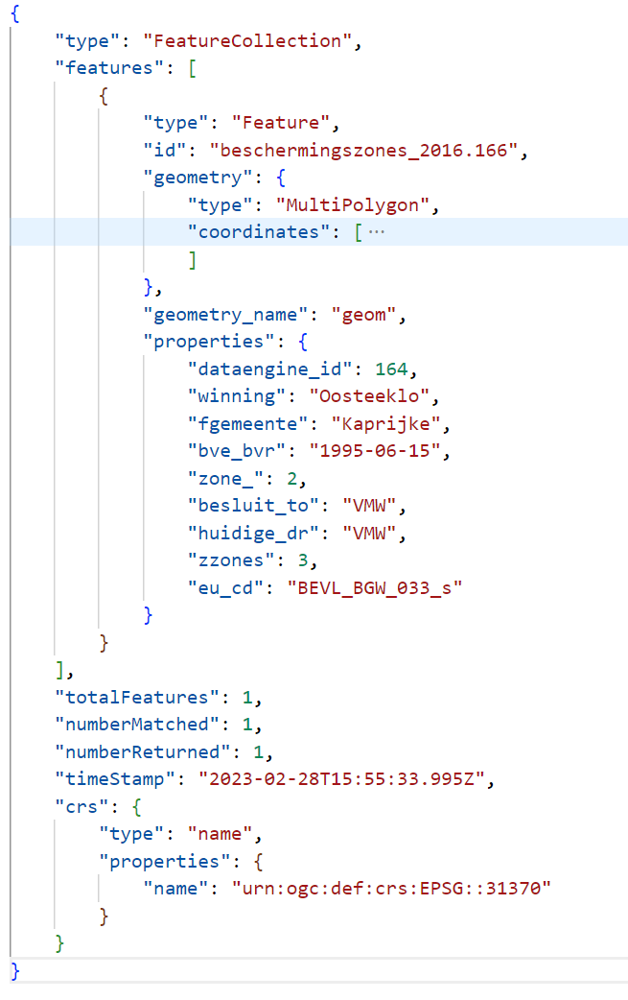 {
    "type": "FeatureCollection",
    "features": [
        {
            "type": "Feature",
            "id": "beschermingszones_2016.166",
            "geometry": {
                "type": "MultiPolygon",
                "coordinates": [ ···
                ]
            },
            "geometry_name": "geom",
            "properties": {
                "dataengine_id": 164,
                "winning": "Oosteeklo",
                "fgemeente": "Kaprijke",
                "bve_bvr": "1995-06-15",
                "zone_": 2,
                "besluit_to": "VMW",
                "huidige_dr": "VMW",
                "zzones": 3,
                "eu_cd": "BEVL_BGW_033_s"
            }
        }
    ],
    "totalFeatures": 1,
    "numberMatched": 1,
    "numberReturned": 1,
    "timeStamp": "2023-02-28T15:55:33.995Z",
    "crs": {
        "type": "name",
        "properties": {
            "name": "urn:ogc:def:crs:EPSG::31370"
        }
    }
}